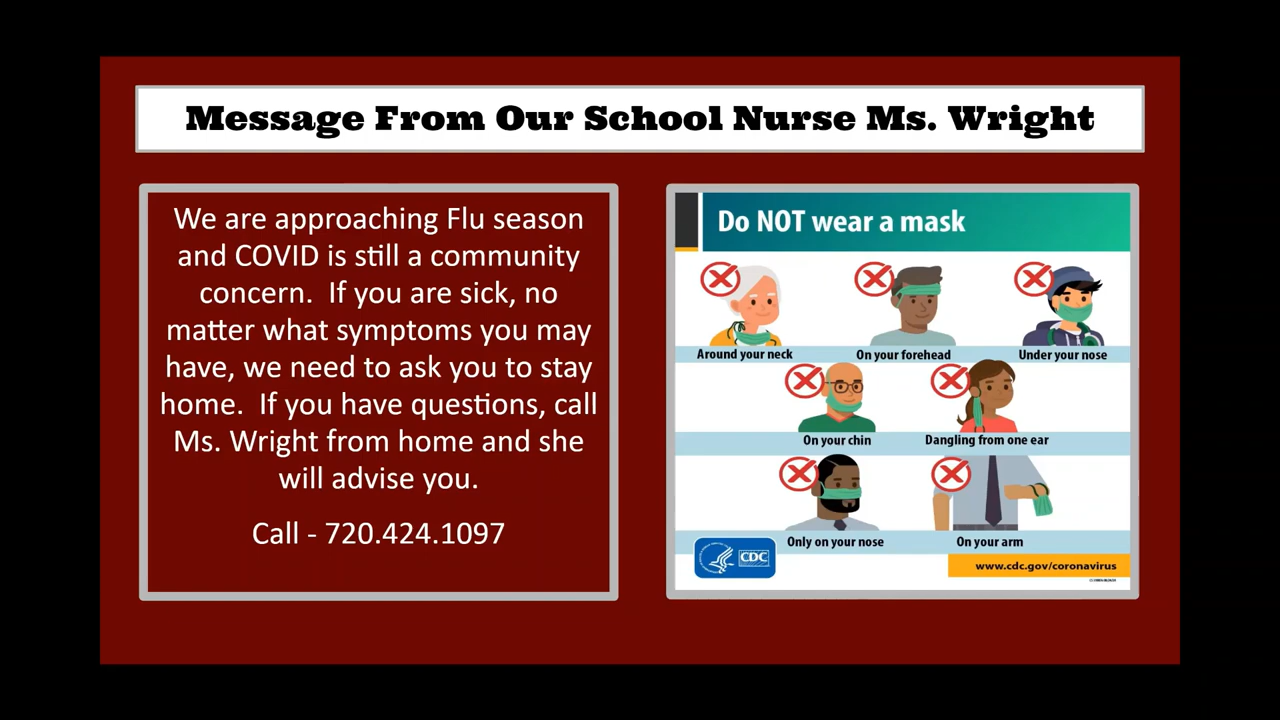 Message From Our School Nurse Ms. Wright
We are approaching Flu season
and COVID is still a community
concern. If you are sick, no
matter what symptoms you may
have, we need to ask you to stay
home. If you have questions, call
Ms. Wright from home and she
will advise you.
Call - 720.424.1097
Do NOT wear a mask
Around your neck
On your forehead
Under your nose
On your chin
Dangling from one ear
Only on your nose
On your arm
CDC
www.cdc.gov/coronavirus